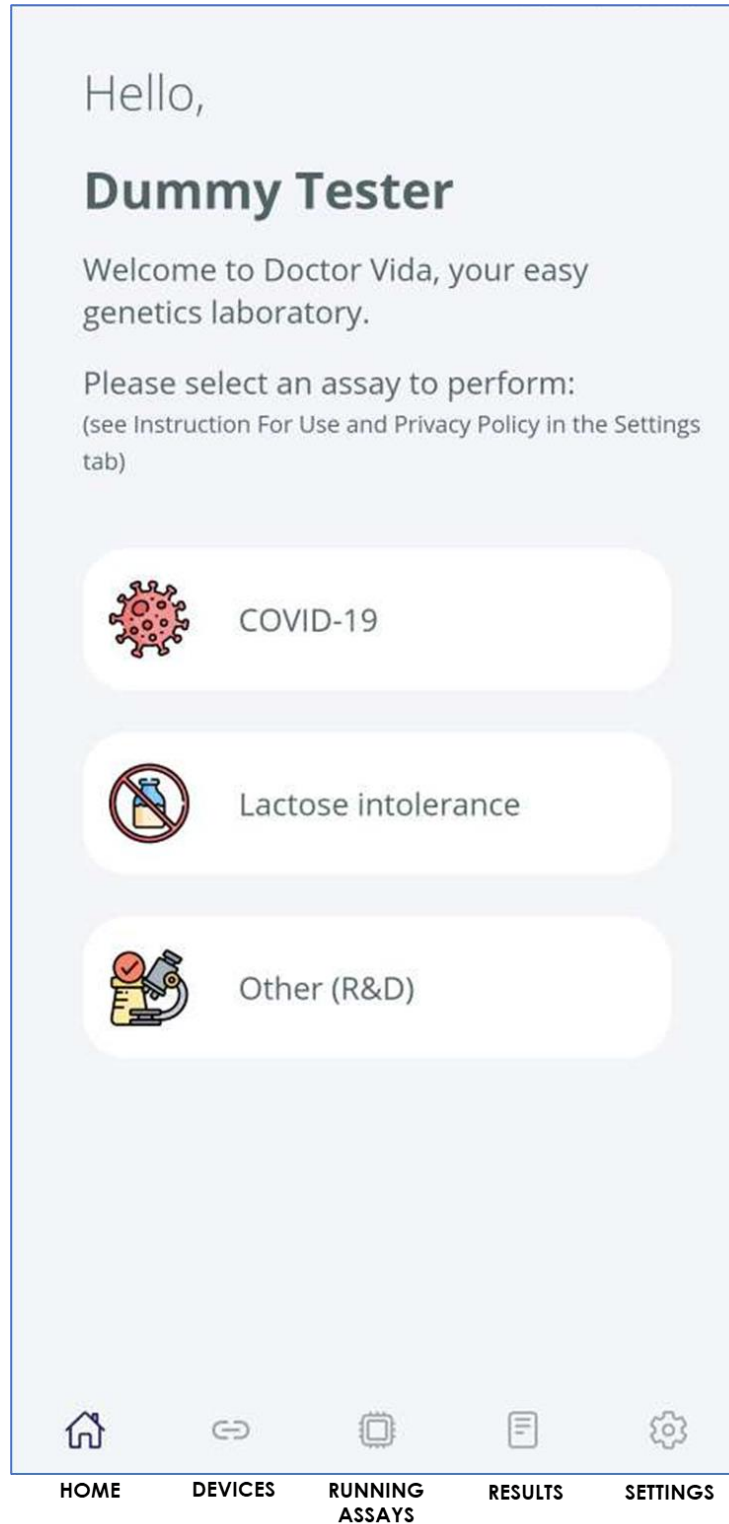 Hello,
Dummy Tester
Welcome to Doctor Vida, your easy
genetics laboratory.
Please select an assay to perform:
(see Instruction For Use and Privacy Policy in the Settings
tab)
COVID-19
Lactose intolerance
Other (R&D)
HOME
DEVICES
RUNNING
ASSAYS
RESULTS
SETTINGS